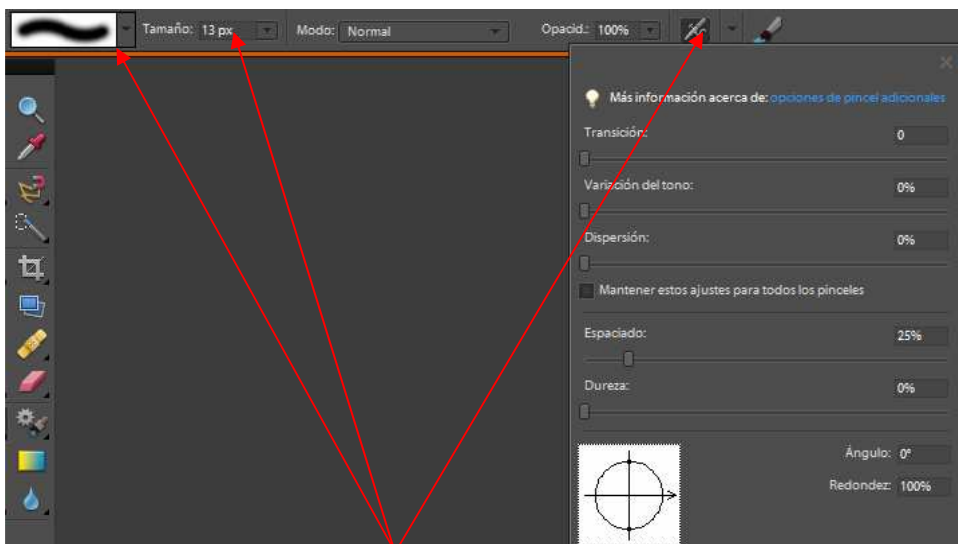 Tamaño: 13 px Modo: Normal Opacid.: 100%
Más información acerca de: opciones de pincel adicionales
Transición: 0
Variación del tono: 0%
Dispersión: 0%
Mantener estos ajustes para todos los pinceles
Espaciado: 25%
Dureza: 0%
Ángulo: 0°
Redondez: 100%